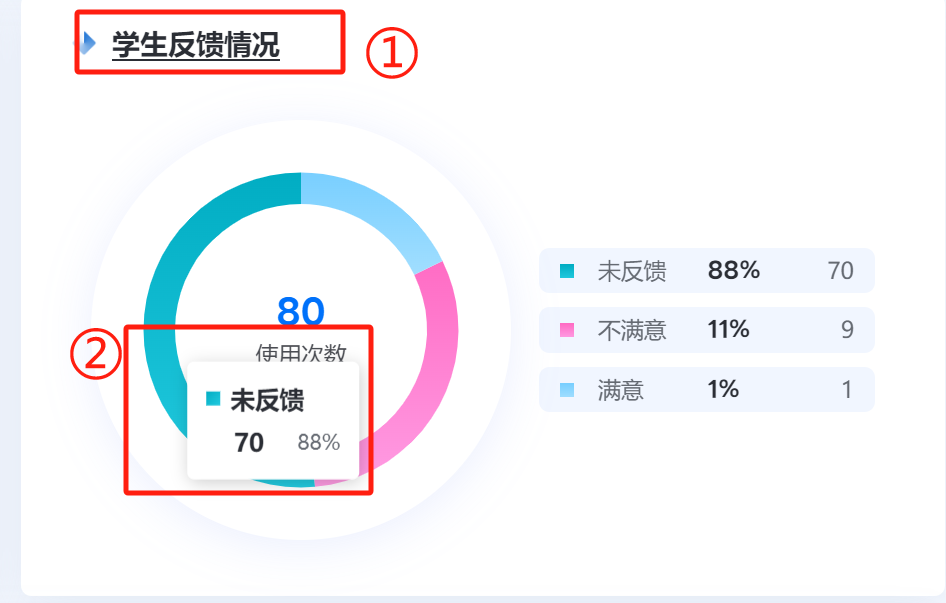 学生反馈情况
①
80
使用次数
②
未反馈
70 88%
未反馈 88% 70
不满意 11% 9
满意 1% 1